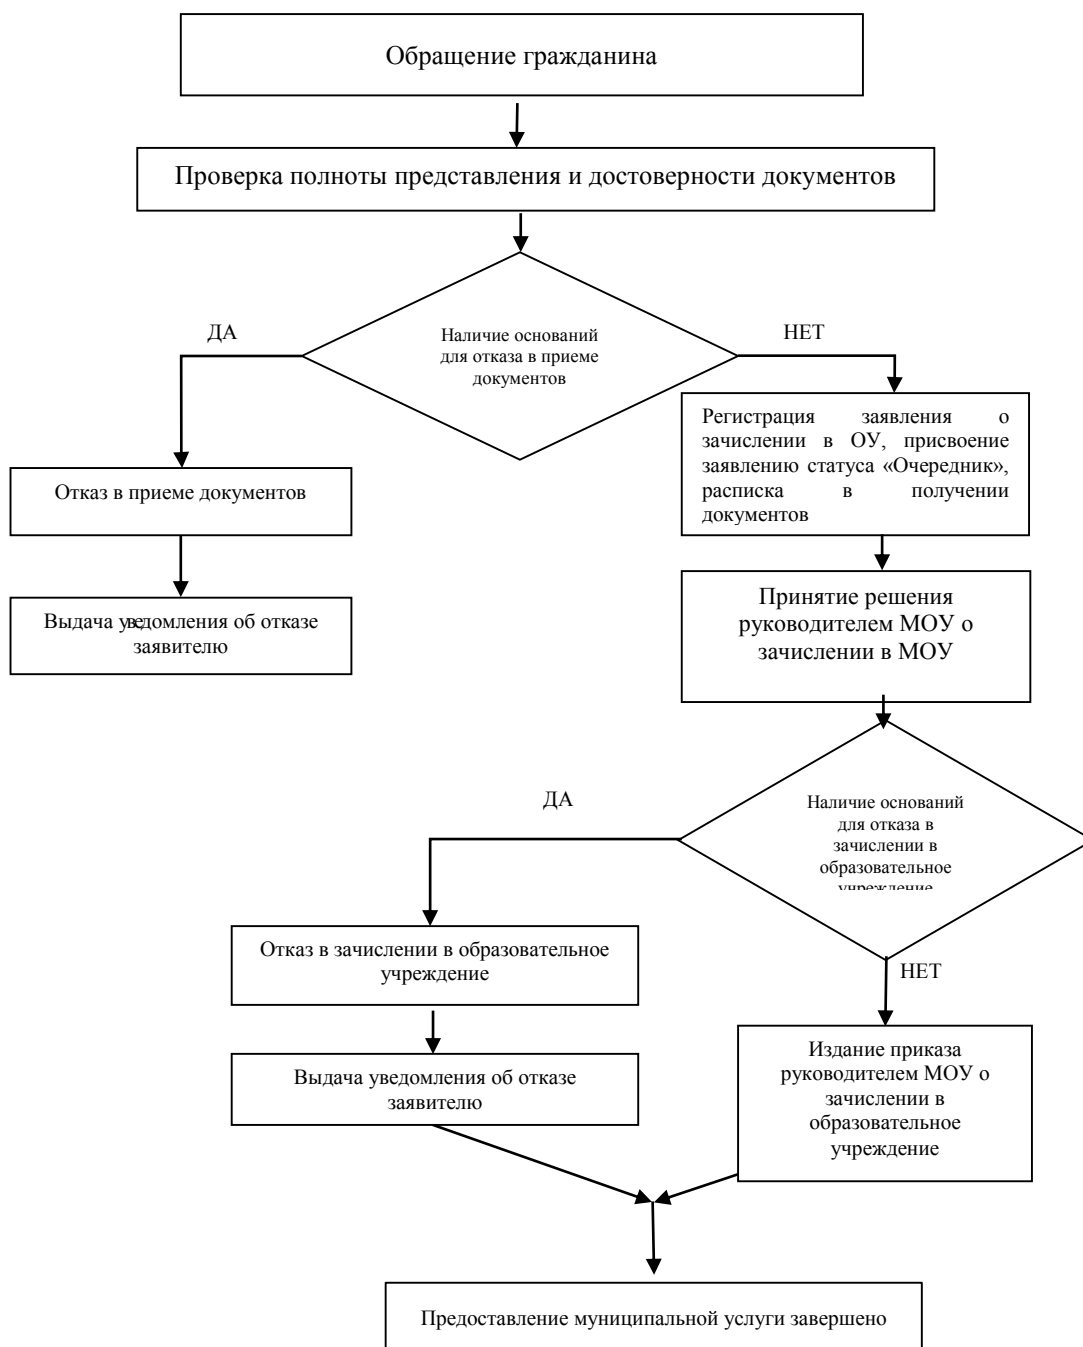 Обращение гражданина
Проверка полноты представления и достоверности документов
ДА
НЕТ
Наличие оснований
для отказа в приеме
документов
Регистрация заявления о
зачислении в ОУ, присвоение
заявлению статуса «Очередник»,
расписка в получении
документов
Отказ в приеме документов
Выдача уведомления об отказе
заявителю
Принятие решения
руководителем МОУ о
зачислении в МОУ
ДА
Наличие оснований
для отказа в
зачислении в
образовательное
учреждение
НЕТ
Отказ в зачислении в образовательное
учреждение
Выдача уведомления об отказе
заявителю
Издание приказа
руководителем МОУ о
зачислении в
образовательное
учреждение
Предоставление муниципальной услуги завершено